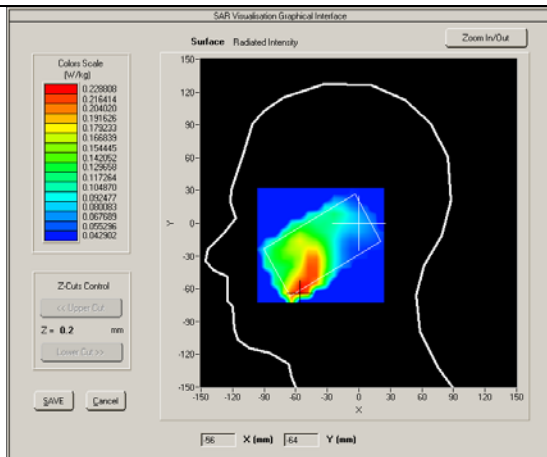 SAR Visualisation Graphical Interface
Surface Radiated Intensity
Zoom In/Out
Colors Scale
(W/kg)
0.228808
0.216414
0.204020
0.191626
0.179233
0.166839
0.154445
0.142052
0.129658
0.117264
0.104870
0.092477
0.080083
0.067689
0.055296
0.042902
Z-Cuts Control
<< Upper Cut
Z = 0.2 mm
Lower Cut >>
SAVE Cancel
150
120
90
60
30
0
-30
-60
-90
-120
-150
Y
-150 -120 -90 -60 -30 0 30 60 90 120 150
X
-56 X (mm) -64 Y (mm)